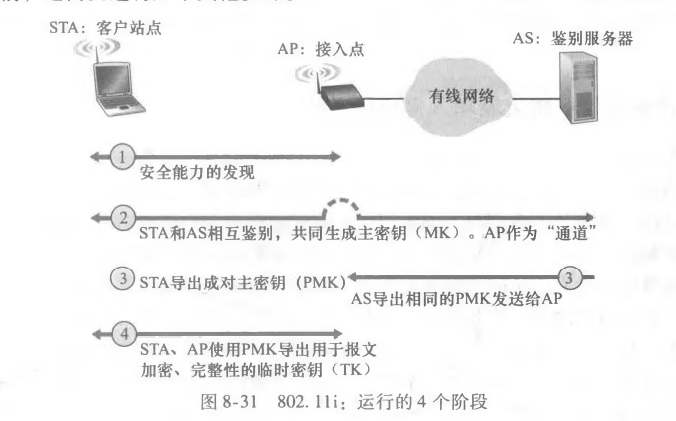 STA：客户站点
AP：接入点
AS：鉴别服务器
有线网络
1
安全能力的发现
2
STA和AS相互鉴别，共同生成主密钥（MK）。AP作为“通道”
3 STA导出成对主密钥（PMK）
3
AS导出相同的PMK发送给AP
4
STA、AP使用PMK导出用于报文
加密、完整性的临时密钥（TK）
图 8-31 802.11i：运行的 4 个阶段